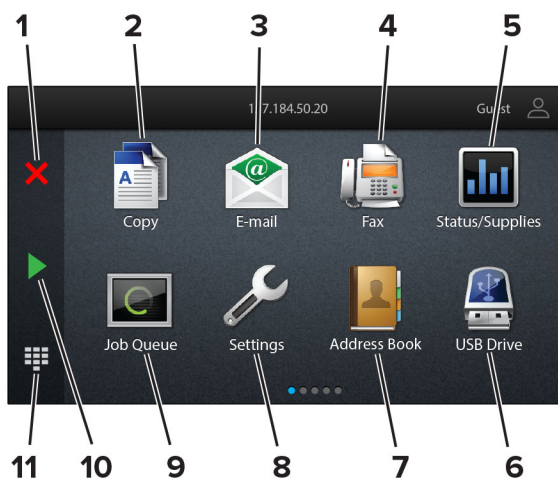 1 2 3 4 5
Guest
A @
Copy E-mail Fax Status/Supplies
Job Queue Settings Address Book USB Drive
11 10 9 8 7 6